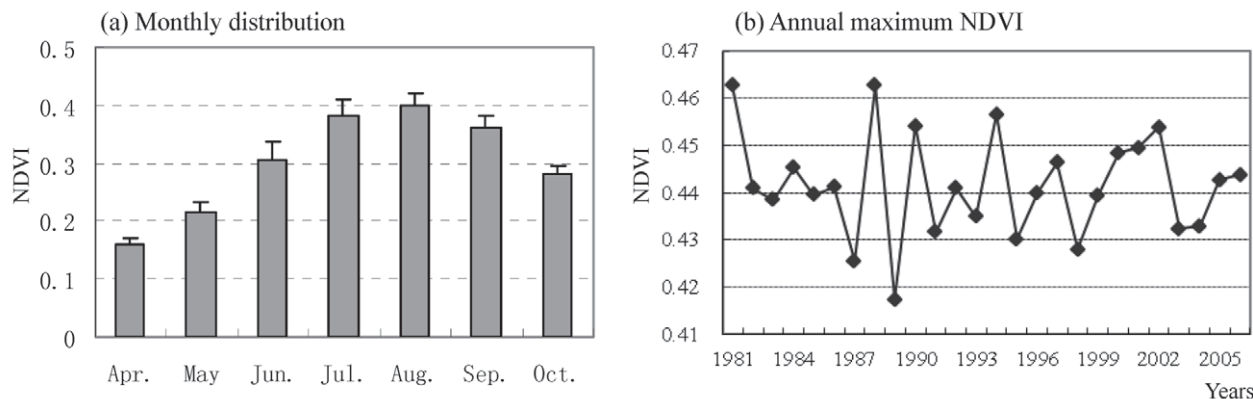 (a) Monthly distribution
NDVI
0.5
0.4
0.3
0.2
0.1
0
Apr. May Jun. Jul. Aug. Sep. Oct.
(b) Annual maximum NDVI
NDVI
0.47
0.46
0.45
0.44
0.43
0.42
0.41
1981 1984 1987 1990 1993 1996 1999 2002 2005
Years